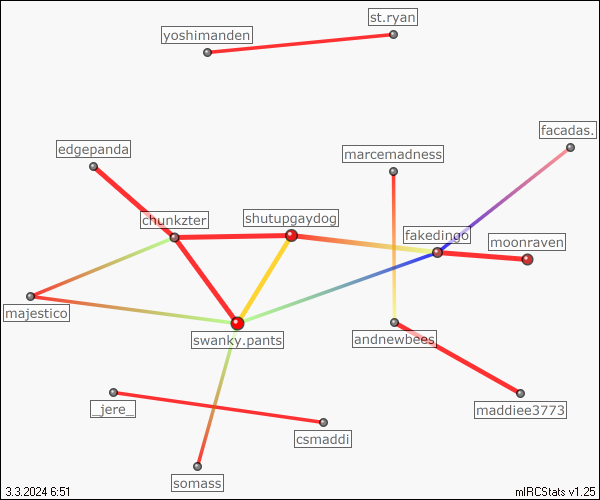 st.ryan
yoshimanden
facadas.
edgepanda
marcemadness
chunkzter
shutupgaydog
fakedingo
moonraven
majestico
swanky.pants
andnewbees
_jere_
maddiee3773
csmaddi
somass
3.3.2024 6:51
mIRCStats v1.25